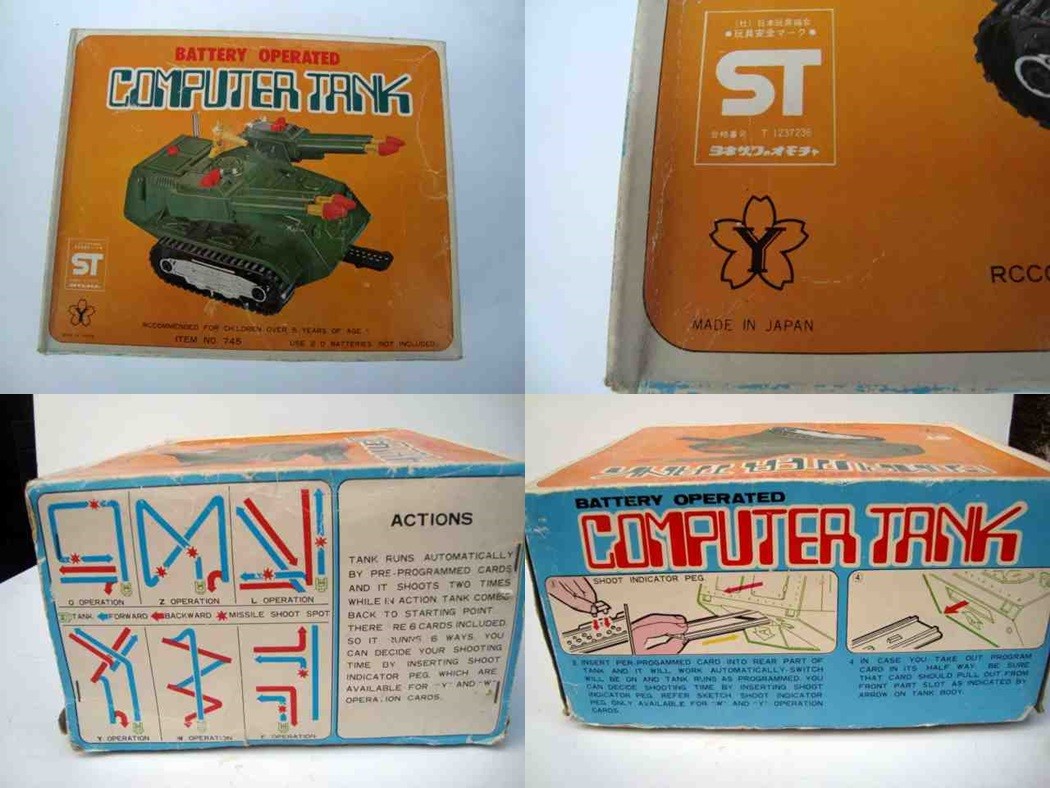 BATTERY OPERATED
COMPUTER TANK
ST
Y
RECOMMENDED FOR CHILDREN OVER 5 YEARS OF AGE
ITEM NO. 745
USE 2 D BATTERIES NOT INCLUDED
(社)日本玩具協会
●玩具安全マーク●
ST
合格番号 T 1237236
ヨネザワのオモチャ
Y
MADE IN JAPAN
O OPERATION
Z OPERATION
L OPERATION
TANK FORWARD BACKWARD MISSILE SHOOT SPOT
Y OPERATION
W OPERATION
F OPERATION
ACTIONS
TANK RUNS AUTOMATICALLY
BY PRE-PROGRAMMED CARDS
AND IT SHOOTS TWO TIMES
WHILE IN ACTION TANK COMES
BACK TO STARTING POINT.
THERE RE 6 CARDS INCLUDED.
SO IT RUNNS 6 WAYS. YOU
CAN DECIDE YOUR SHOOTING
TIME BY INSERTING SHOOT
INDICATOR PEG. WHICH ARE
AVAILABLE FOR "Y" AND "W"
OPERATION CARDS.
COMPUTER TANK
BATTERY OPERATED
COMPUTER TANK
SHOOT INDICATOR PEG
4
3. INSERT PER-PROGAMMED CARD INTO REAR PART OF
TANK AND IT WILL WORK AUTOMATICALLY-SWITCH
WILL BE ON AND TANK RUNS AS PROGRAMMED. YOU
CAN DECIDE SHOOTING TIME BY INSERTING SHOOT
INDICATOR PEG. REFER SKETCH. SHOOT INDICATOR
PEG ONLY AVAILABLE FOR "W" AND "Y" OPERATION
CARDS.
4. IN CASE YOU TAKE OUT PROGRAM
CARD IN ITS HALF WAY. BE SURE
THAT CARD SHOULD PULL OUT FROM
FRONT PART SLOT AS INDICATED BY
ARROW ON TANK BODY.